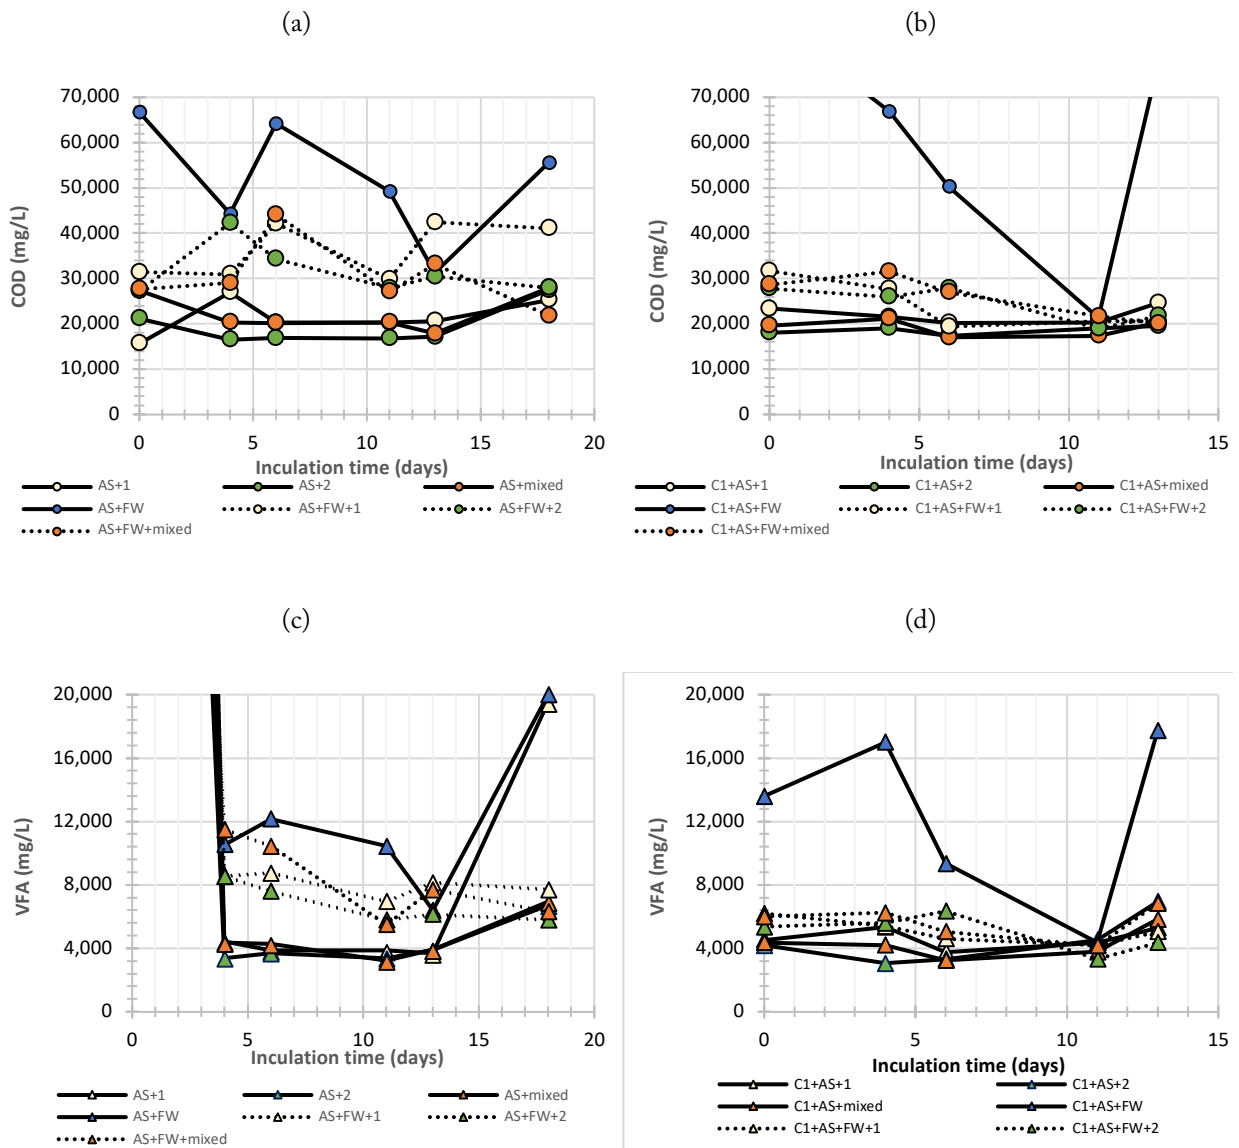 (a)
(b)
70,000
60,000
50,000
40,000
30,000
20,000
10,000
0
COD (mg/L)
0 5 10 15 20
Inculation time (days)
AS+1 AS+2 AS+mixed
AS+FW AS+FW+1 AS+FW+2
AS+FW+mixed
70,000
60,000
50,000
40,000
30,000
20,000
10,000
0
COD (mg/L)
0 5 10 15
Inculation time (days)
C1+AS+1 C1+AS+2 C1+AS+mixed
C1+AS+FW C1+AS+FW+1 C1+AS+FW+2
C1+AS+FW+mixed
(c)
(d)
20,000
16,000
12,000
8,000
4,000
0
VFA (mg/L)
0 5 10 15 20
Inculation time (days)
AS+1 AS+2 AS+mixed
AS+FW AS+FW+1 AS+FW+2
AS+FW+mixed
20,000
16,000
12,000
8,000
4,000
0
VFA (mg/L)
0 5 10 15
Inculation time (days)
C1+AS+1 C1+AS+2
C1+AS+mixed C1+AS+FW
C1+AS+FW+1 C1+AS+FW+2